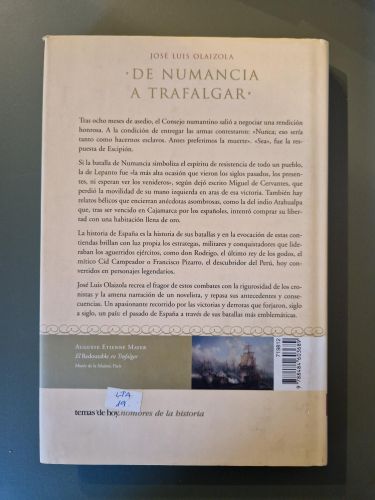 JOSÉ LUIS OLAIZOLA
· DE NUMANCIA
A TRAFALGAR ·
Tras ocho meses de asedio, el Consejo numantino salió a negociar una rendición
honrosa. A la condición de entregar las armas contestaron: «Nunca; eso sería
tanto como hacernos esclavos. Antes preferimos la muerte». «Sea», fue la res-
puesta de Escipión.
Si la batalla de Numancia simboliza el espíritu de resistencia de todo un pueblo,
la de Lepanto fue «la más alta ocasión que vieron los siglos pasados, los presen-
tes, ni esperan ver los venideros», según dejó escrito Miguel de Cervantes, que
perdió la movilidad de su mano izquierda en aras de esa victoria. También hay
relatos bélicos que encierran anécdotas asombrosas, como la del indio Atahualpa
que, tras ser vencido en Cajamarca por los españoles, intentó comprar su liber-
tad con una habitación llena de oro.
La historia de España es la historia de sus batallas y en la evocación de estas con-
tiendas brillan con luz propia los estrategas, militares y conquistadores que lide-
raban los aguerridos ejércitos, como don Rodrigo, el último rey de los godos, el
mítico Cid Campeador o Francisco Pizarro, el descubridor del Perú, hoy con-
vertidos en personajes legendarios.
José Luis Olaizola recrea el fragor de estos combates con la rigurosidad de los cro-
nistas y la amena narración de un novelista, y repasa sus antecedentes y conse-
cuencias. Un apasionante recorrido por las victorias y derrotas que forjaron, siglo
a siglo, un país: el pasado de España a través de sus batallas más emblemáticas.
AUGUSTE ÉTIENNE MAYER
El Redoutable en Trafalgar
Museo de la Marina, París
719812
9 788484 603689
LTA
19
temas'de hoy.nombres de la historia